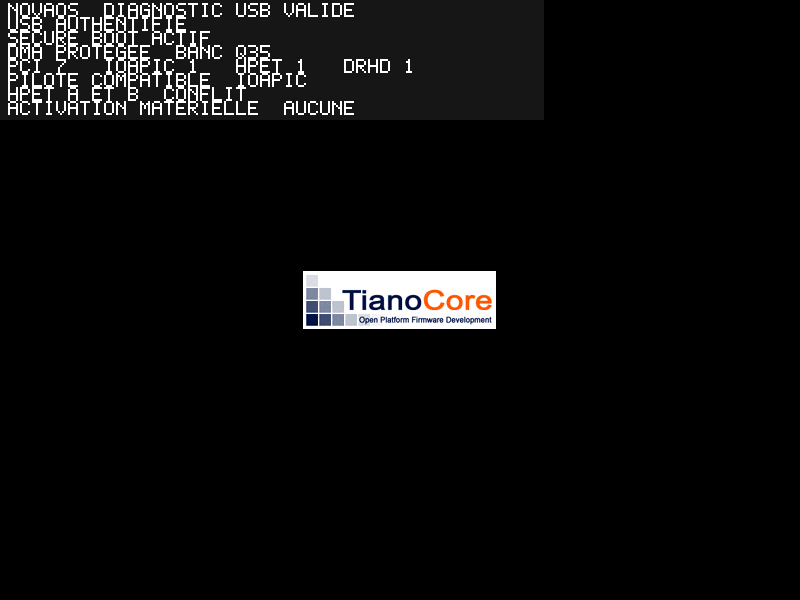 NOVAOS DIAGNOSTIC USB VALIDE
USB AUTHENTIFIE
SECURE BOOT ACTIF
DMA PROTEGEE BANC Q35
PCI 7 IOAPIC 1 HPET 1 DRHD 1
PILOTE COMPATIBLE IOAPIC
HPET A ET B CONFLIT
ACTIVATION MATERIELLE AUCUNE
TianoCore
Open Platform Firmware Development